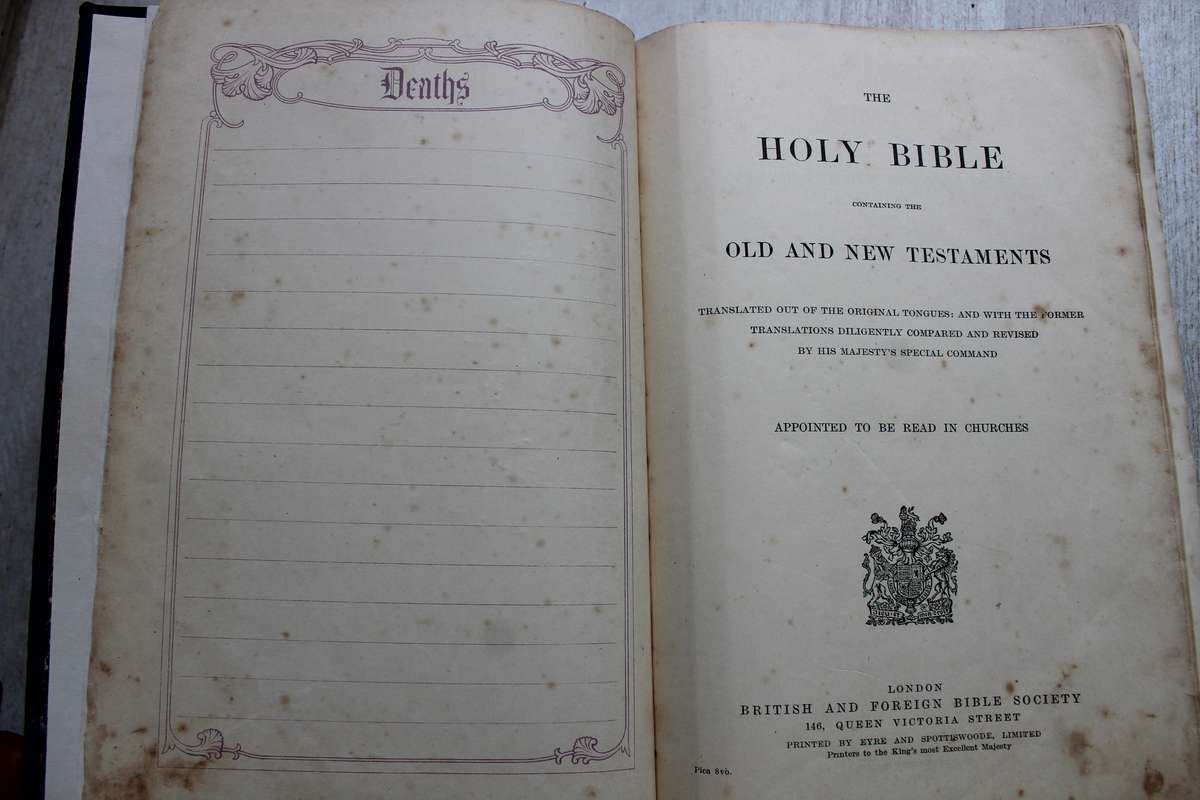 Deaths
THE
HOLY BIBLE
CONTAINING THE
OLD AND NEW TESTAMENTS
TRANSLATED OUT OF THE ORIGINAL TONGUES: AND WITH THE FORMER
TRANSLATIONS DILIGENTLY COMPARED AND REVISED
BY HIS MAJESTY'S SPECIAL COMMAND
APPOINTED TO BE READ IN CHURCHES
LONDON
BRITISH AND FOREIGN BIBLE SOCIETY
146, QUEEN VICTORIA STREET
PRINTED BY EYRE AND SPOTTISWOODE, LIMITED
Printers to the King's most Excellent Majesty
Pica 8vo.